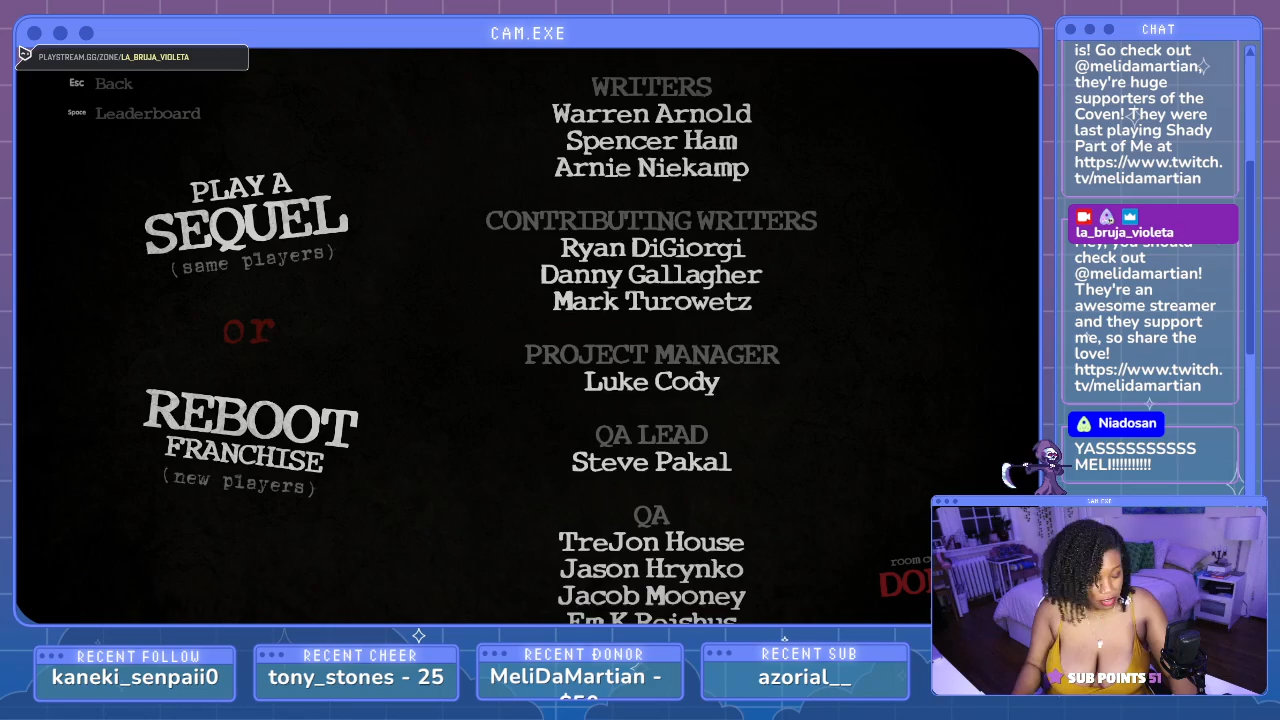 CAM.EXE
PLAYSTREAM.GG/ZONE/LA_BRUJA_VIOLETA
Esc Back
Space Leaderboard
PLAY A
SEQUEL
(same players)
or
REBOOT
FRANCHISE
(new players)
WRITERS
Warren Arnold
Spencer Ham
Arnie Niekamp
CONTRIBUTING WRITERS
Ryan DiGiorgi
Danny Gallagher
Mark Turowetz
PROJECT MANAGER
Luke Cody
QA LEAD
Steve Pakal
QA
TreJon House
Jason Hrynko
Jacob Mooney
room
CHAT
is! Go check out
@melidamartian,
they're huge
supporters of the
Coven! They were
last playing Shady
Part of Me at
https://www.twitch.
tv/melidamartian
la_bruja_violeta
Hey, you should
check out
@melidamartian!
They're an
awesome streamer
and they support
me, so share the
love!
https://www.twitch.
tv/melidamartian
Niadosan
YASSSSSSSSSS
MELI!!!!!!!!!!
CAM.EXE
SUB POINTS 51
RECENT FOLLOW
kaneki_senpaii0
RECENT CHEER
tony_stones - 25
RECENT DONOR
MeliDaMartian -
RECENT SUB
azorial__